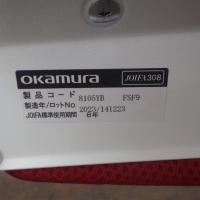 okamura
JOIFA308
製品コード 8105YB FSF9
製造年/ロットNo 2023/141223
JOIFA標準使用期間 8年